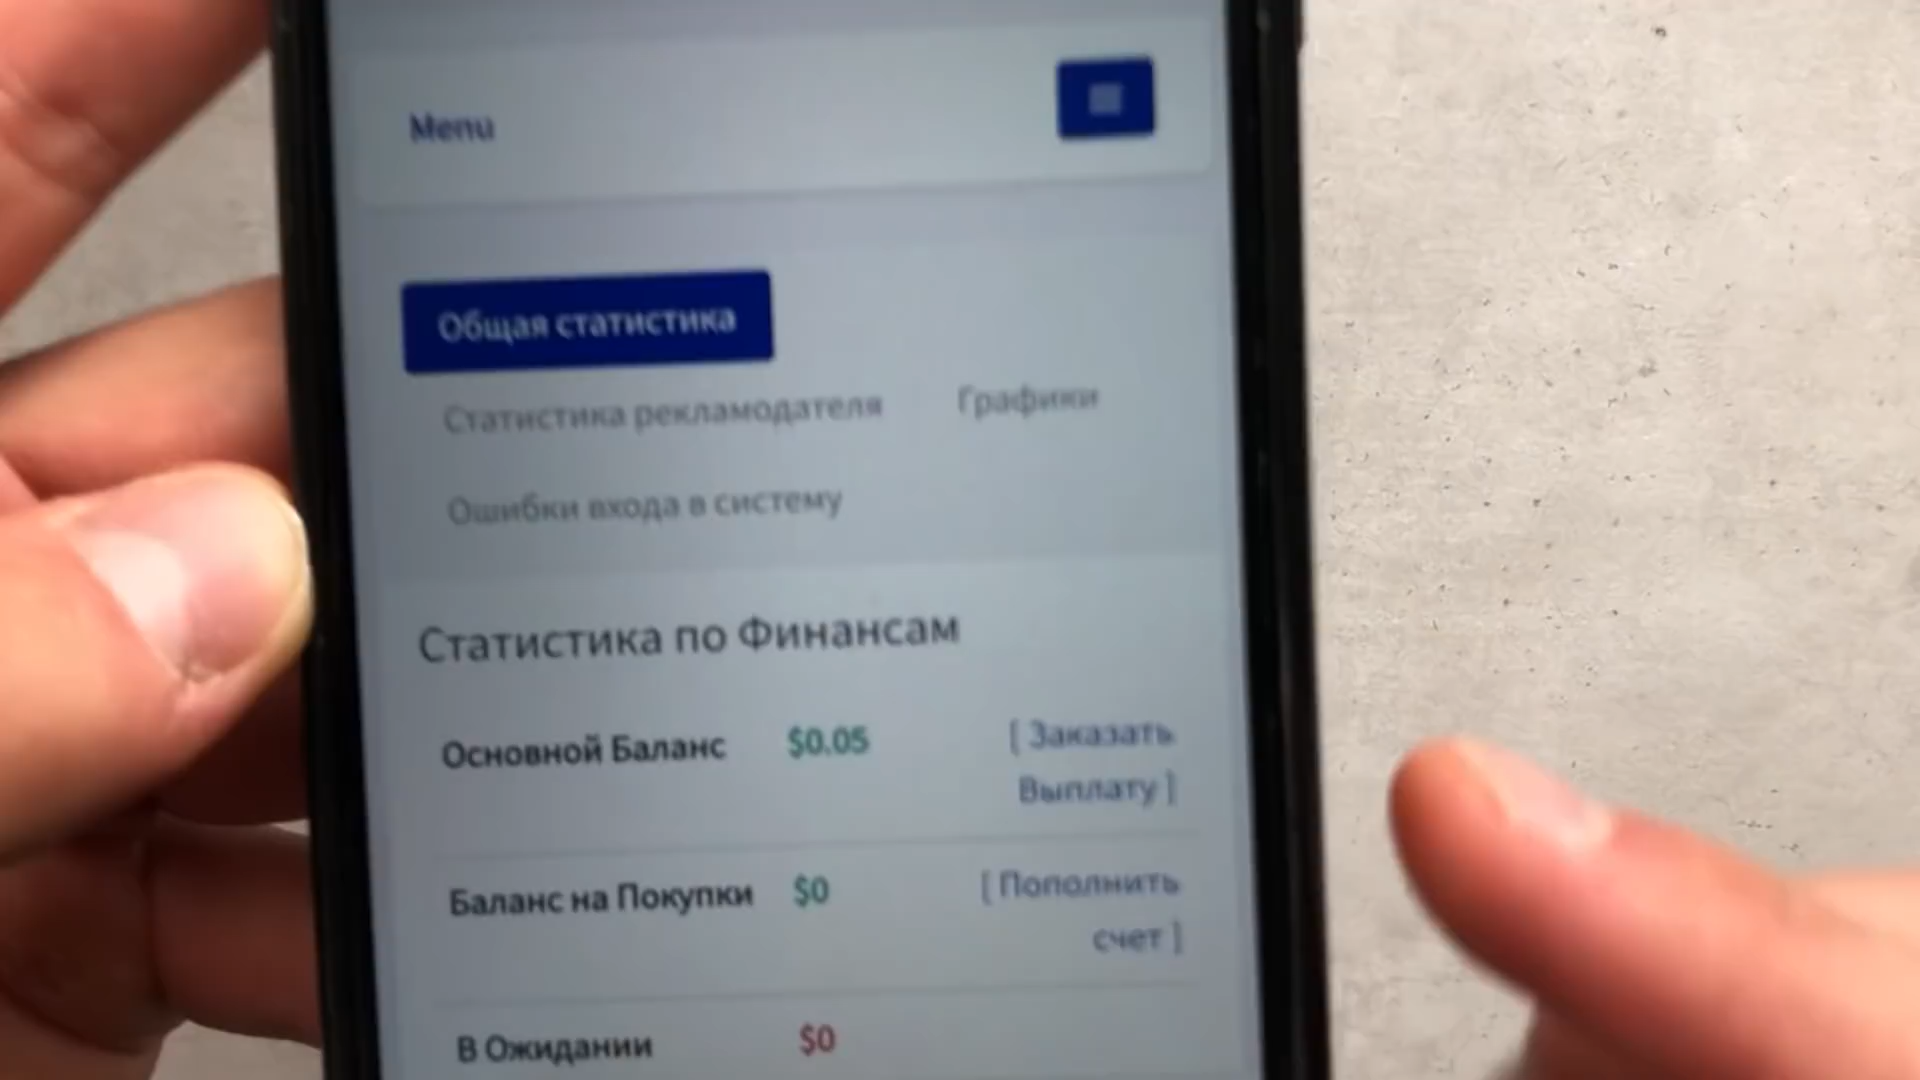 Menu
Общая статистика
Статистика рекламодателя Графики
Ошибки входа в систему
Статистика по Финансам
Основной Баланс $0.05 [ Заказать
Выплату ]
Баланс на Покупки $0 [ Пополнить
счет ]
В Ожидании $0